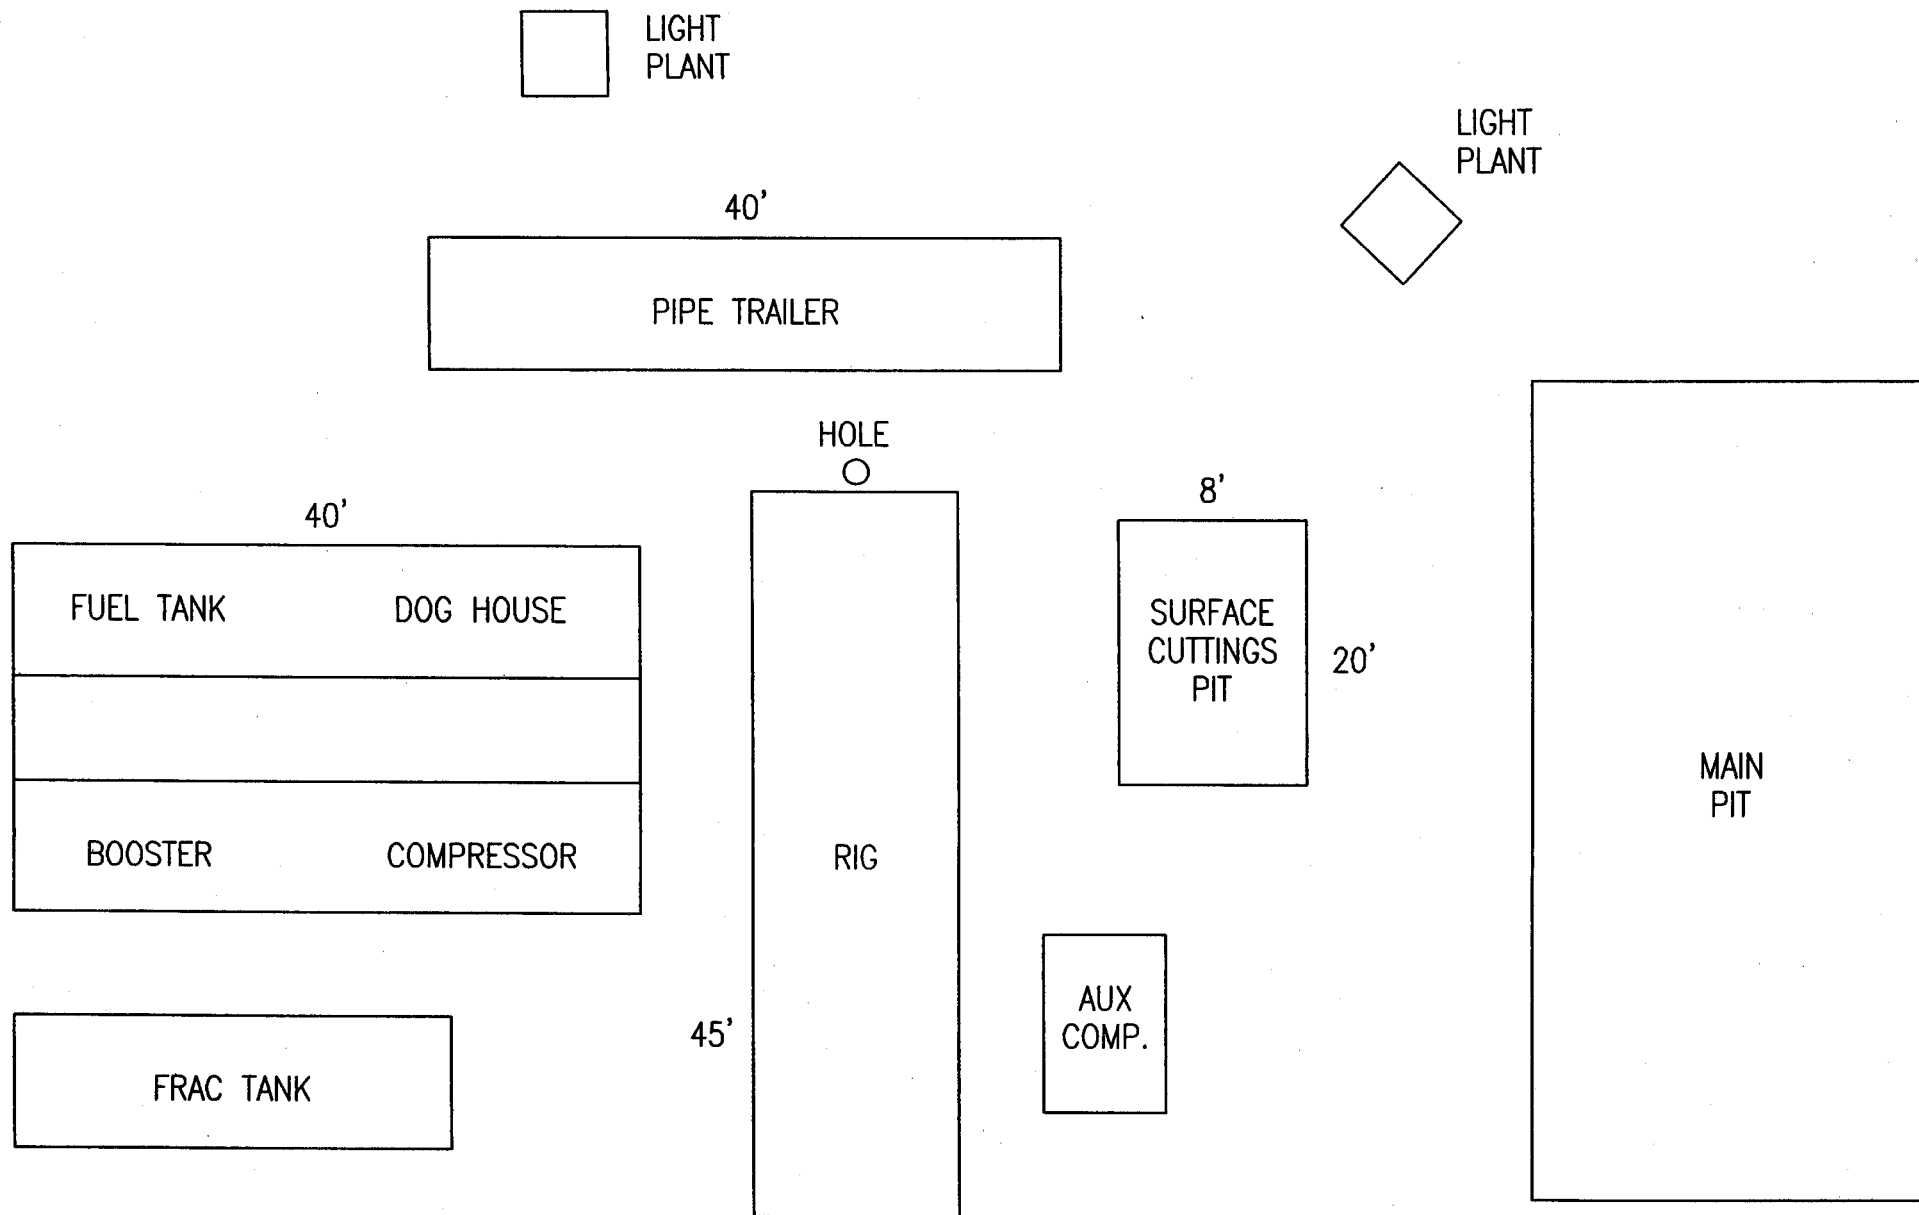 LIGHT
PLANT
LIGHT
PLANT
40'
PIPE TRAILER
HOLE
40'
8'
FUEL TANK
DOG HOUSE
SURFACE
CUTTINGS
PIT
20'
MAIN
PIT
BOOSTER
COMPRESSOR
RIG
AUX
COMP.
45'
FRAC TANK